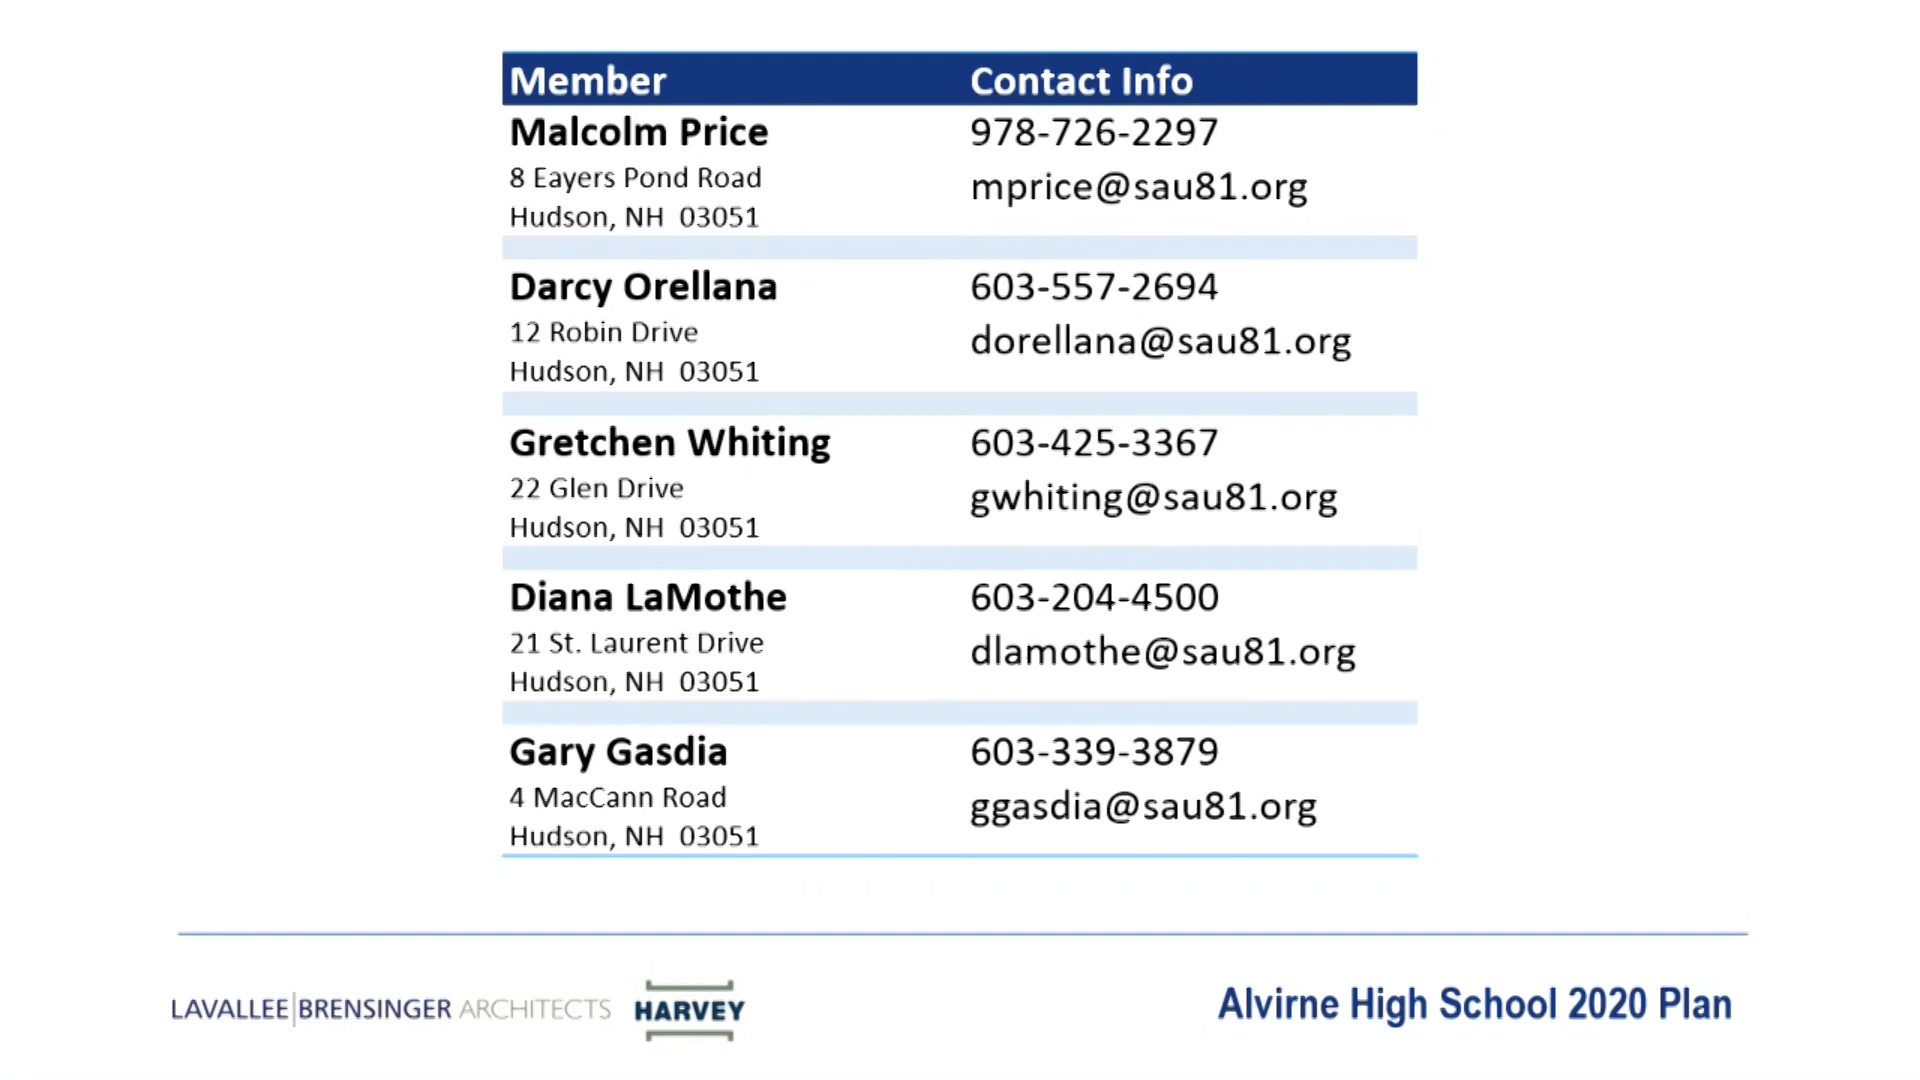 Member Contact Info
Malcolm Price 978-726-2297
8 Eayers Pond Road mprice@sau81.org
Hudson, NH 03051
Darcy Orellana 603-557-2694
12 Robin Drive dorellana@sau81.org
Hudson, NH 03051
Gretchen Whiting 603-425-3367
22 Glen Drive gwhiting@sau81.org
Hudson, NH 03051
Diana LaMothe 603-204-4500
21 St. Laurent Drive dlamothe@sau81.org
Hudson, NH 03051
Gary Gasdia 603-339-3879
4 MacCann Road ggasdia@sau81.org
Hudson, NH 03051
LAVALLEE|BRENSINGER ARCHITECTS HARVEY Alvirne High School 2020 Plan